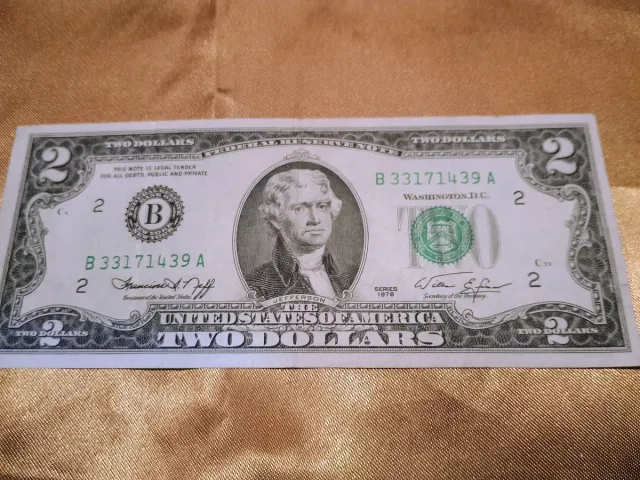 2 TWO DOLLARS FEDERAL RESERVE NOTE TWO DOLLARS 2
THIS NOTE IS LEGAL TENDER
FOR ALL DEBTS, PUBLIC AND PRIVATE
B 33171439 A
WASHINGTON, D.C.
2
2
B
TWO
B 33171439 A
2
2
SERIES
1976
Treasurer of the United States.
Secretary of the Treasury.
JEFFERSON
THE
UNITED STATES OF AMERICA
2 TWO DOLLARS TWO DOLLARS TWO DOLLARS 2